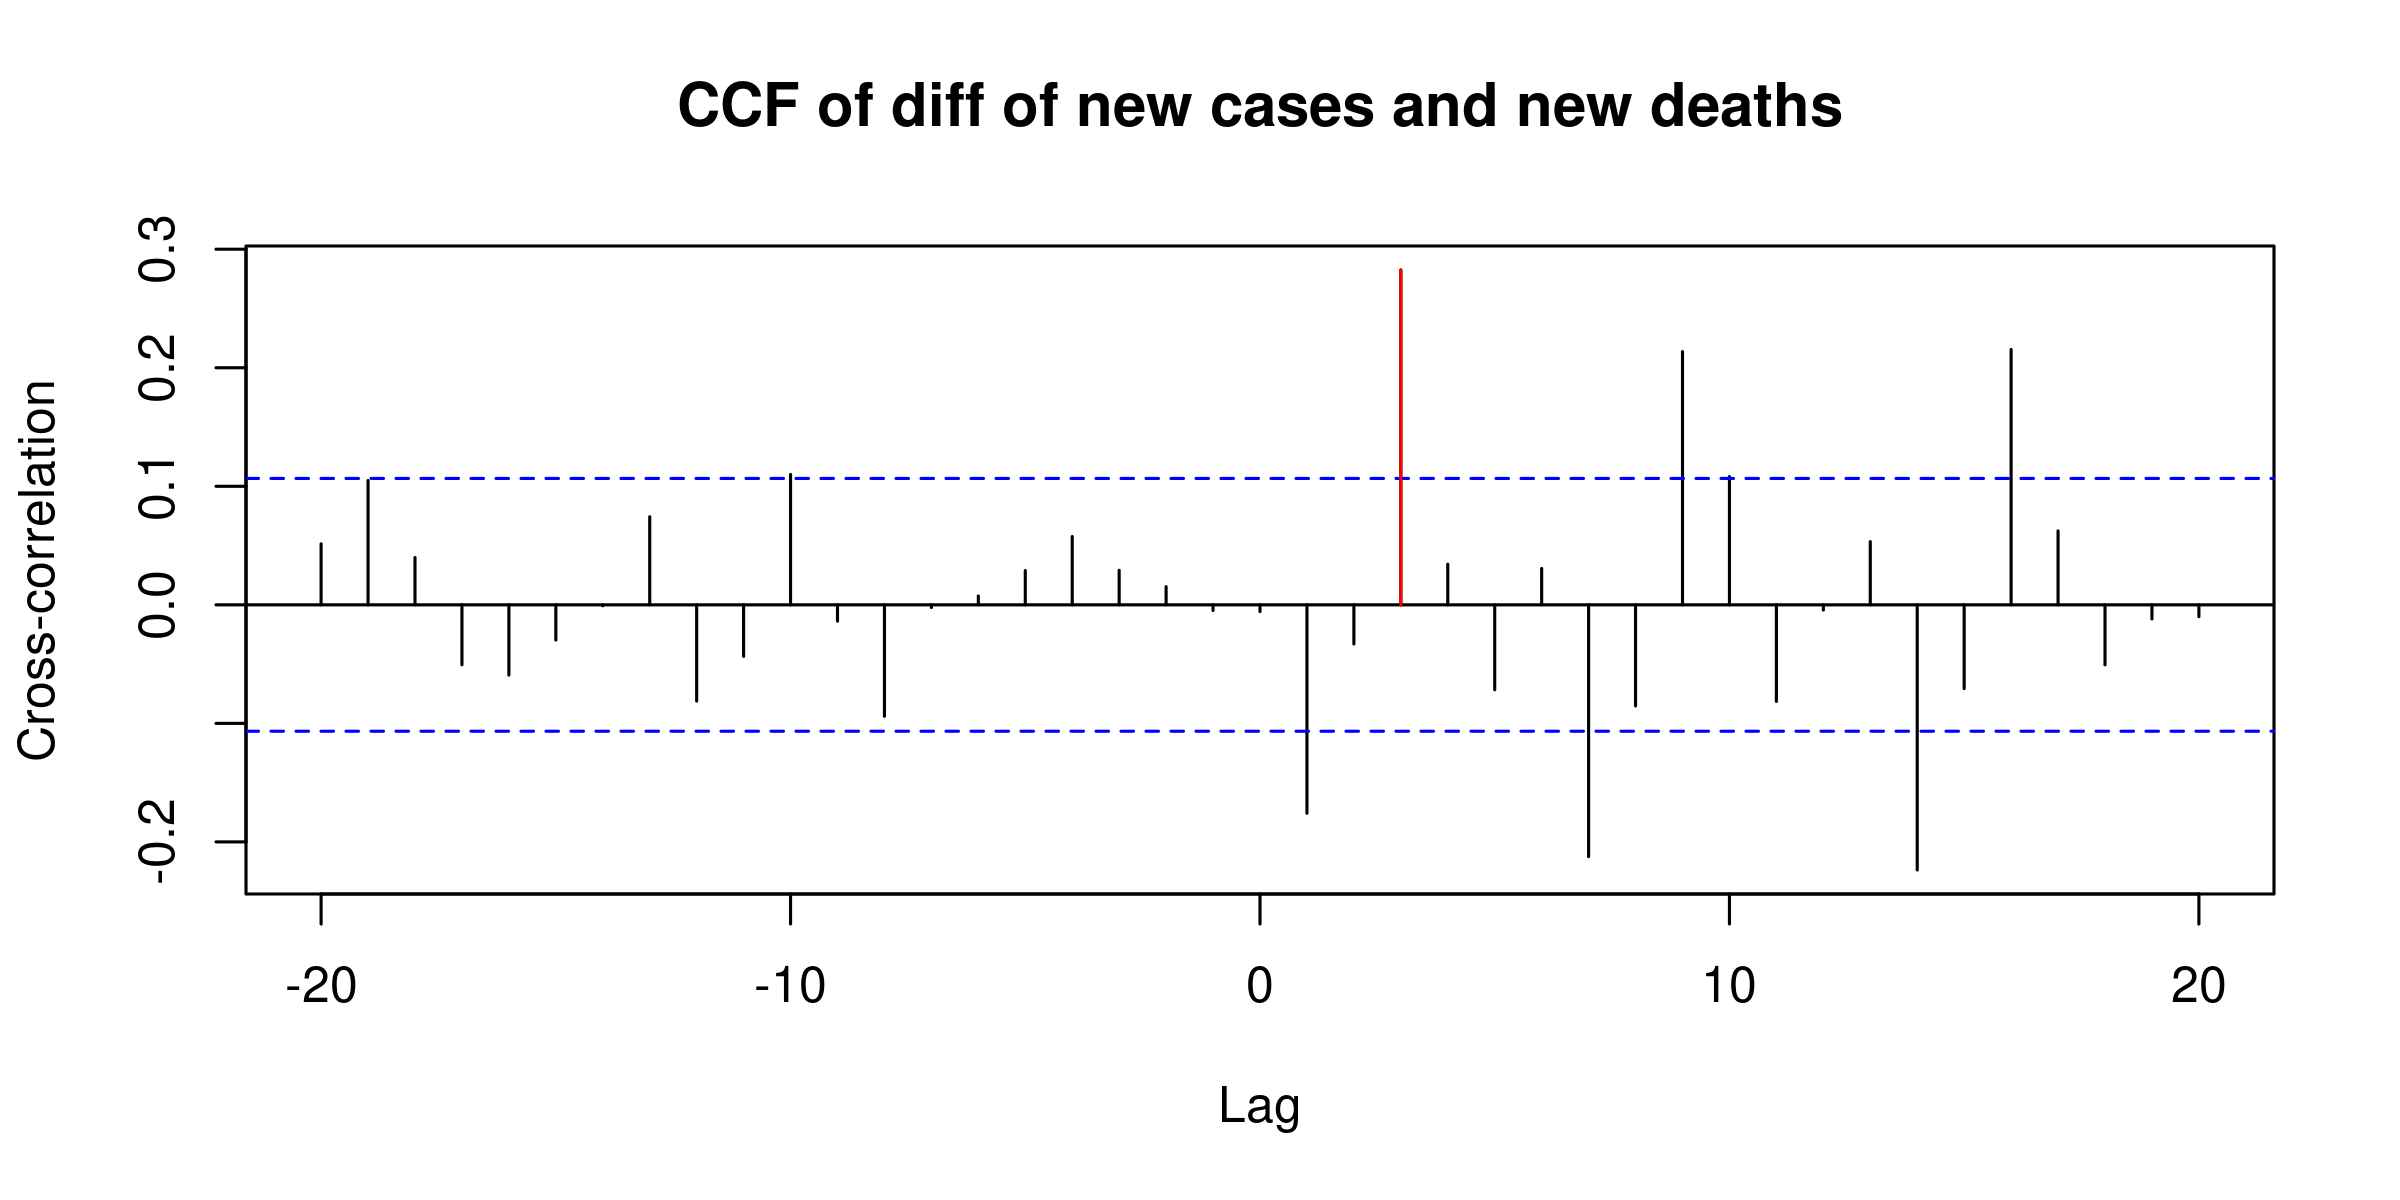 CCF of diff of new cases and new deaths
Cross-correlation
0.3
0.2
0.1
0.0
-0.2
-20 -10 0 10 20
Lag